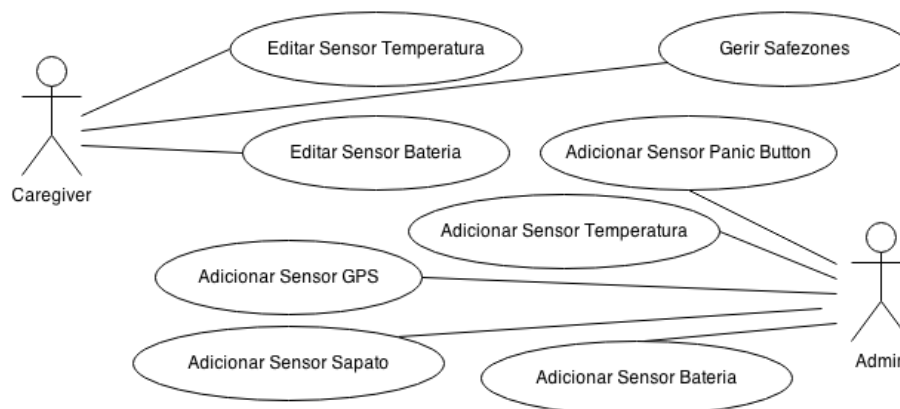 Editar Sensor Temperatura
Gerir Safezones
Editar Sensor Bateria
Adicionar Sensor Panic Button
Caregiver
Adicionar Sensor Temperatura
Adicionar Sensor GPS
Adicionar Sensor Sapato
Admin
Adicionar Sensor Bateria